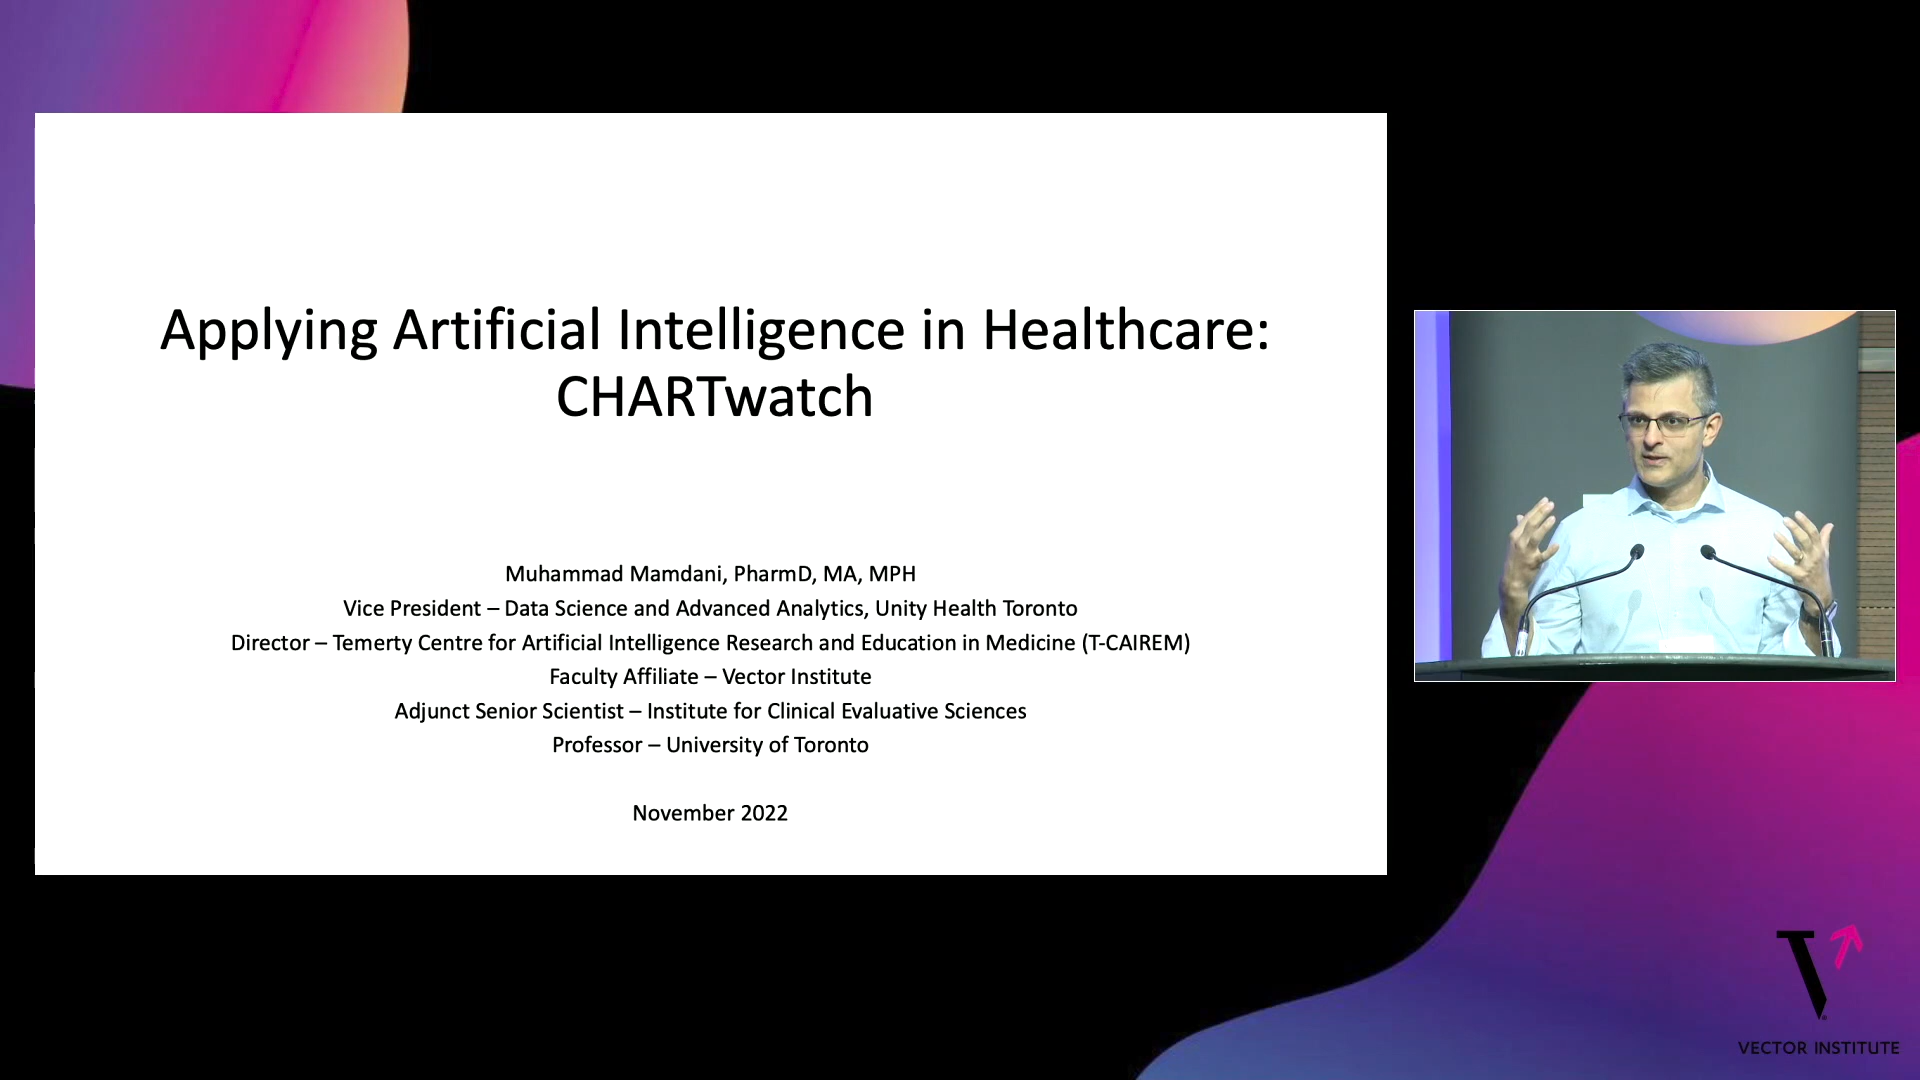 Applying Artificial Intelligence in Healthcare:
CHARTwatch
Muhammad Mamdani, PharmD, MA, MPH
Vice President – Data Science and Advanced Analytics, Unity Health Toronto
Director – Temerty Centre for Artificial Intelligence Research and Education in Medicine (T-CAIREM)
Faculty Affiliate – Vector Institute
Adjunct Senior Scientist – Institute for Clinical Evaluative Sciences
Professor – University of Toronto
November 2022
VECTOR INSTITUTE